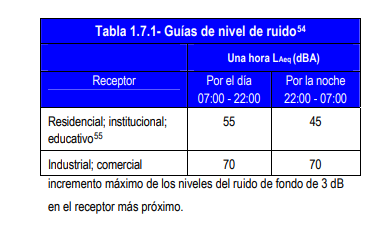 Tabla 1.7.1- Guías de nivel de ruido54
Una hora LAeq (dBA)
Receptor
Por el día
07:00 - 22:00
Por la noche
22:00 - 07:00
Residencial; institucional;
educativo55
55
45
Industrial; comercial
70
70
incremento máximo de los niveles del ruido de fondo de 3 dB
en el receptor más próximo.